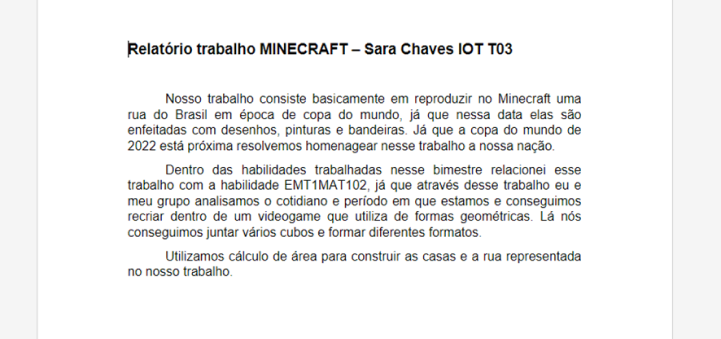 Relatório trabalho MINECRAFT – Sara Chaves IOT T03
Nosso trabalho consiste basicamente em reproduzir no Minecraft uma
rua do Brasil em época de copa do mundo, já que nessa data elas são
enfeitadas com desenhos, pinturas e bandeiras. Já que a copa do mundo de
2022 está próxima resolvemos homenagear nesse trabalho a nossa nação.
Dentro das habilidades trabalhadas nesse bimestre relacionei esse
trabalho com a habilidade EMT1MAT102, já que através desse trabalho eu e
meu grupo analisamos o cotidiano e período em que estamos e conseguimos
recriar dentro de um videogame que utiliza de formas geométricas. Lá nós
conseguimos juntar vários cubos e formar diferentes formatos.
Utilizamos cálculo de área para construir as casas e a rua representada
no nosso trabalho.